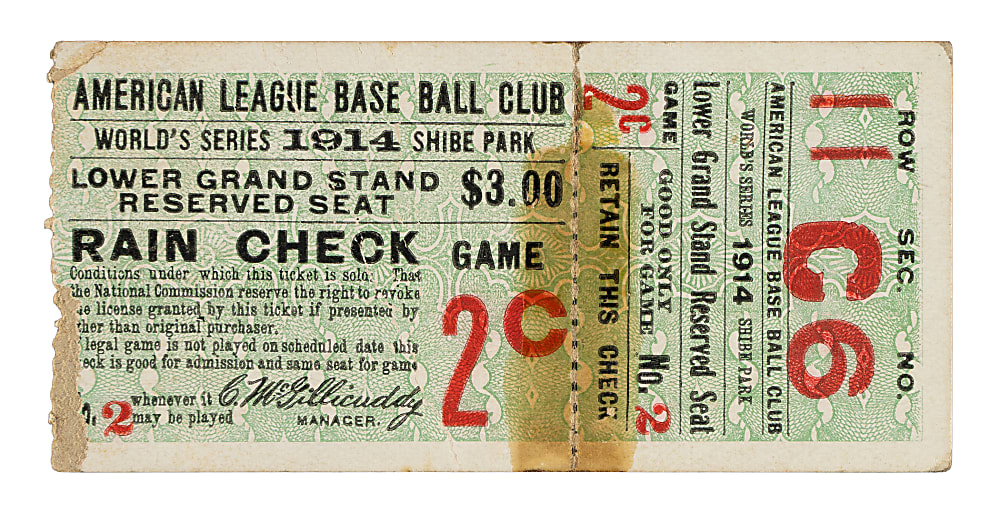 AMERICAN LEAGUE BASE BALL CLUB
WORLD'S SERIES 1914 SHIBE PARK
LOWER GRAND STAND
RESERVED SEAT
$3.00
RAIN CHECK
GAME
2C
Conditions under which this ticket is sold: That
the National Commission reserve the right to revoke
license granted by this ticket if presented by
than original purchaser.
legal game is not played on scheduled date this
is good for admission and same seat for game
2 whenever it
may be played
C. McGillicuddy
MANAGER.
RETAIN THIS CHECK
2C
GAME
GOOD ONLY
FOR GAME
No. 2
Lower Grand Stand Reserved Seat
WORLD'S SERIES 1914 SHIBE PARK
AMERICAN LEAGUE BASE BALL CLUB
11 C 6
ROW SEC. NO.